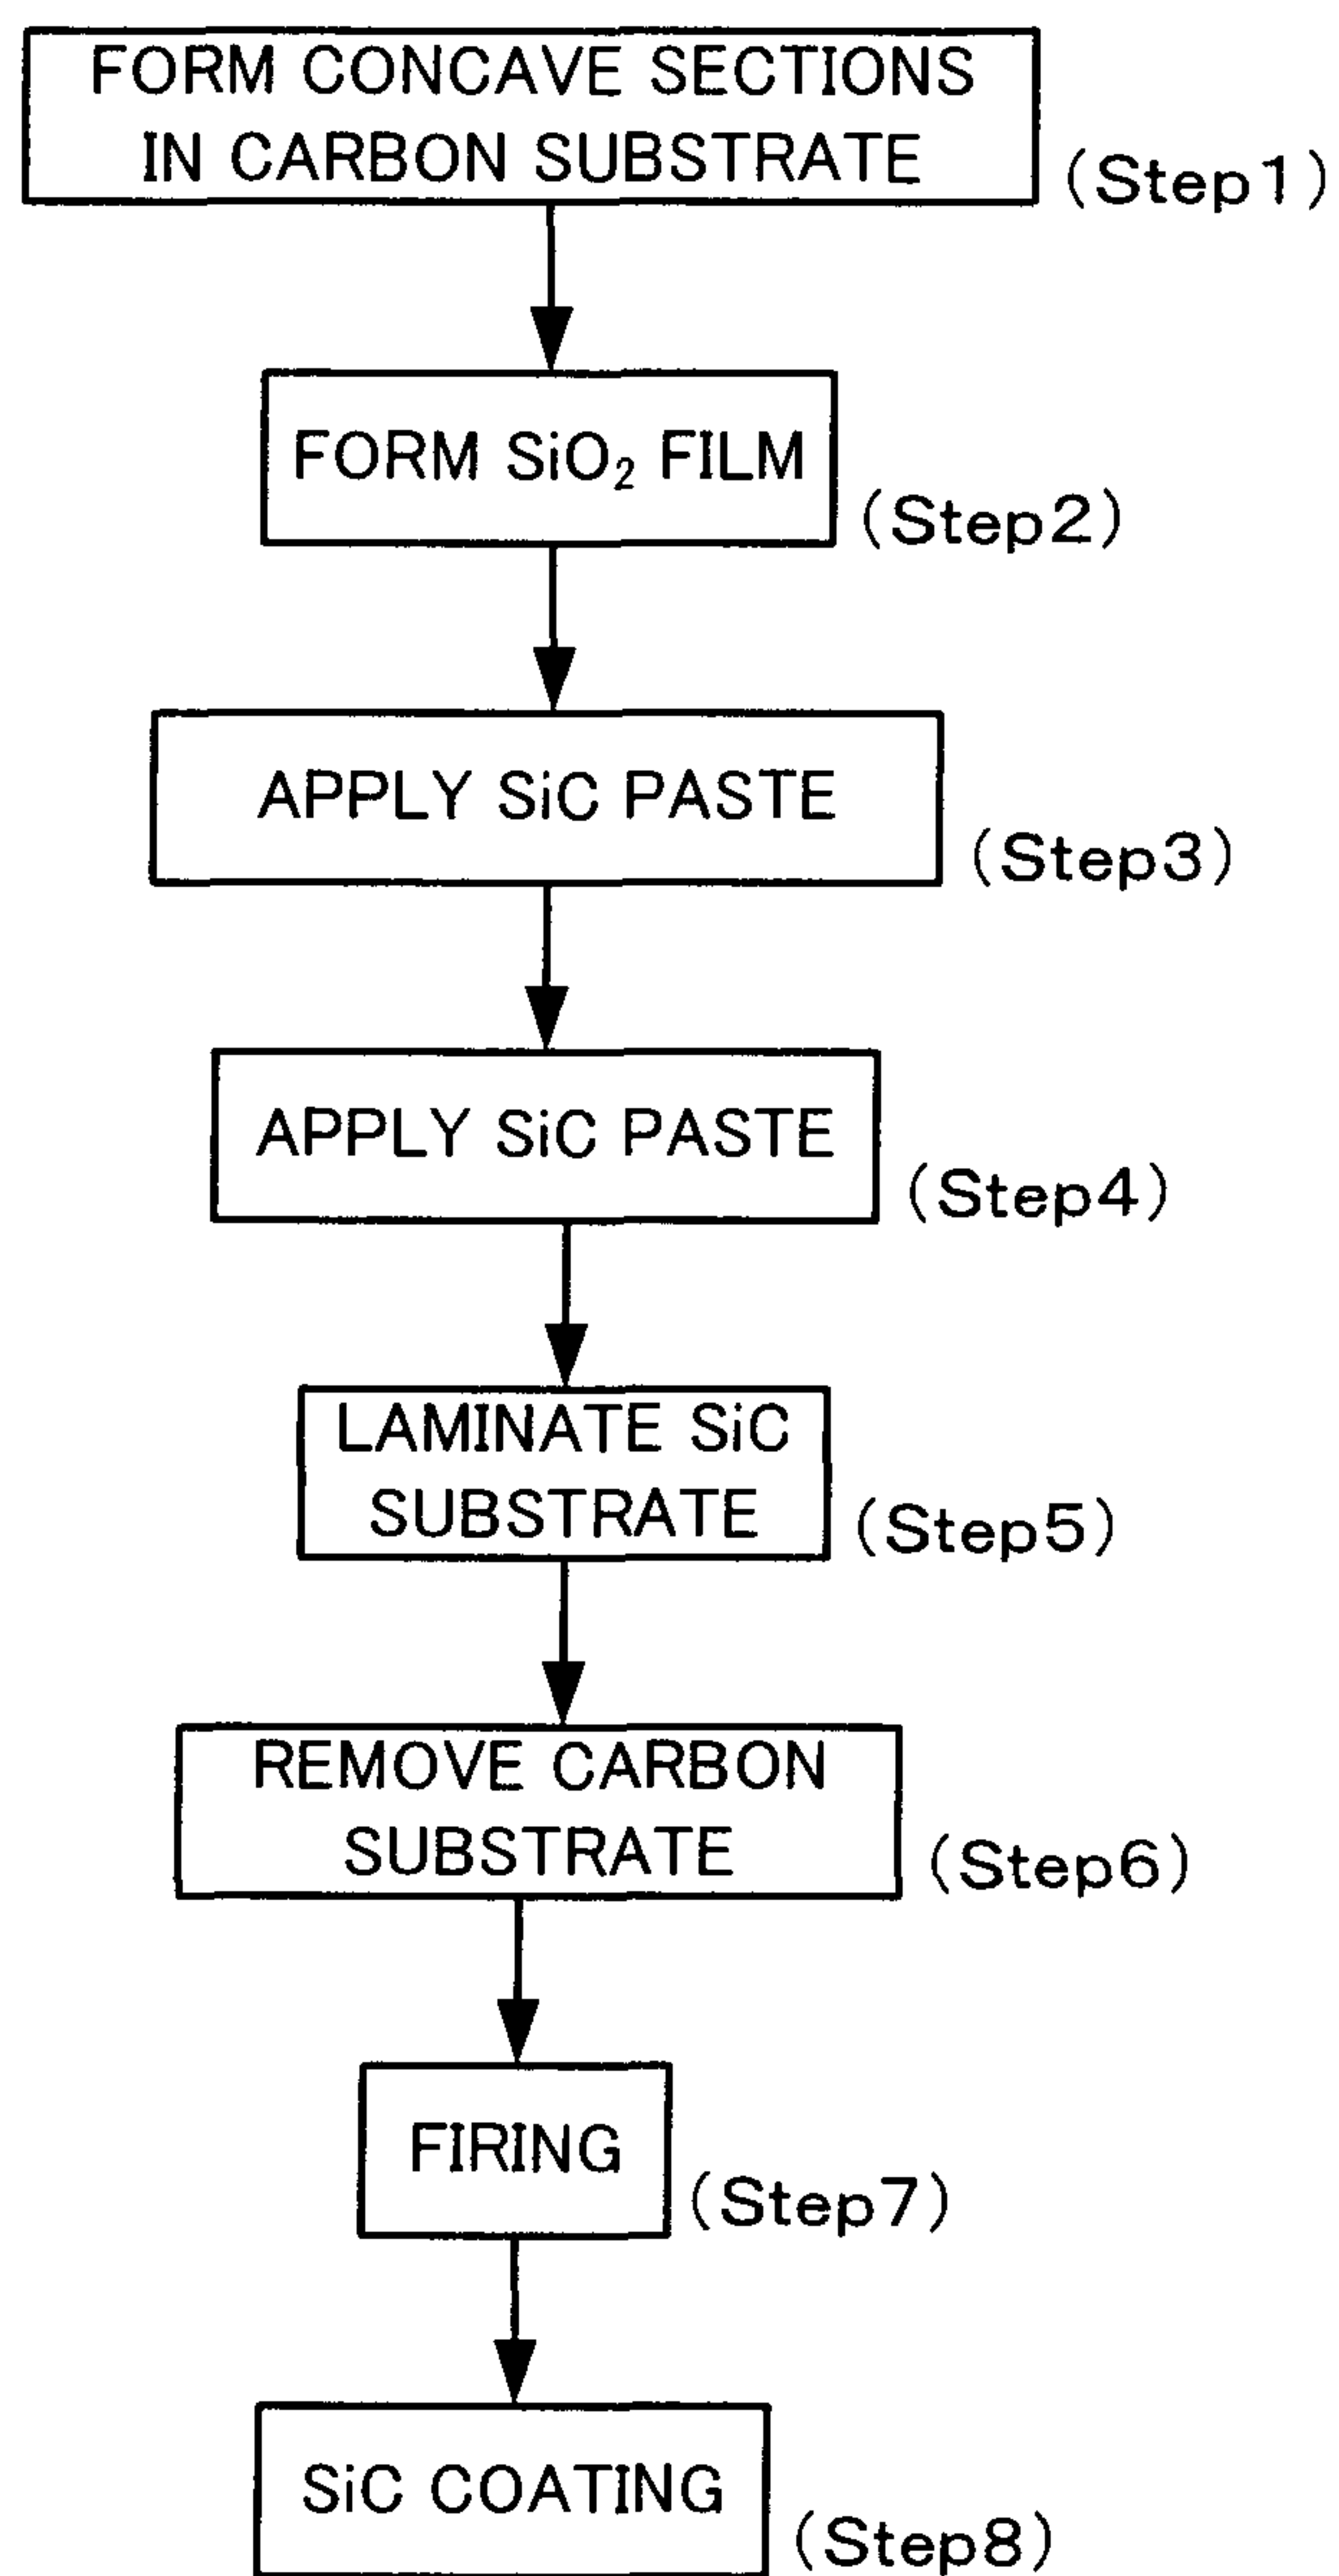 FORM CONCAVE SECTIONS
IN CARBON SUBSTRATE
(Step1)
FORM SiO₂ FILM
(Step2)
APPLY SiC PASTE
(Step3)
APPLY SiC PASTE
(Step4)
LAMINATE SiC
SUBSTRATE
(Step5)
REMOVE CARBON
SUBSTRATE
(Step6)
FIRING
(Step7)
SiC COATING
(Step8)